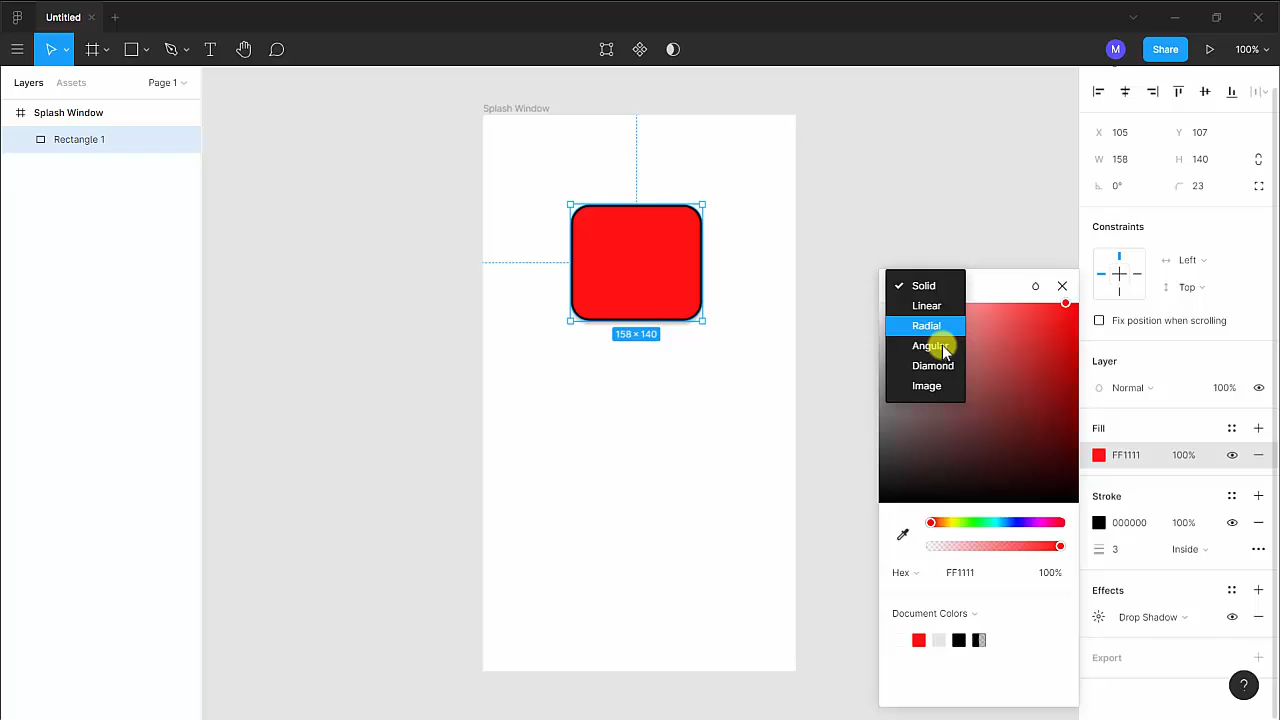 Untitled
M
Share
100%
Layers
Assets
Page 1
Splash Window
Rectangle 1
Splash Window
158 × 140
X 105
Y 107
W 158
H 140
0°
23
Constraints
Left
Top
Fix position when scrolling
Layer
Normal
100%
Fill
FF1111
100%
Stroke
000000
100%
3
Inside
Effects
Drop Shadow
Export
?
Solid
Linear
Radial
Angular
Diamond
Image
Hex
FF1111
100%
Document Colors